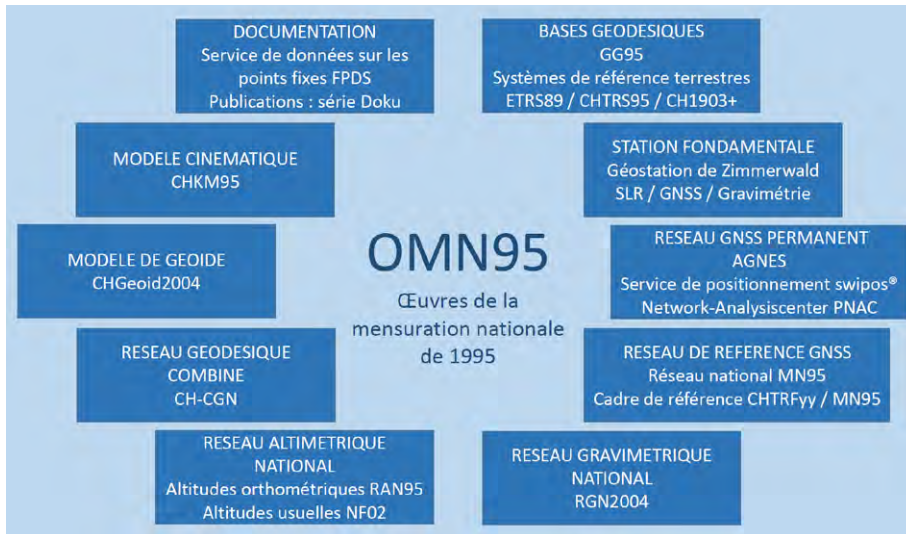 DOCUMENTATION
Service de données sur les
points fixes FPDS
Publications : série Doku
BASES GEODESIQUES
GG95
Systèmes de référence terrestres
ETRS89 / CHTRS95 / CH1903+
MODELE CINEMATIQUE
CHKM95
STATION FONDAMENTALE
Géostation de Zimmerwald
SLR / GNSS / Gravimétrie
MODELE DE GEOIDE
CHGeoid2004
OMN95
Œuvres de la
mensuration nationale
de 1995
RESEAU GNSS PERMANENT
AGNES
Service de positionnement swipos®
Network-Analysiscenter PNAC
RESEAU GEODESIQUE
COMBINE
CH-CGN
RESEAU DE REFERENCE GNSS
Réseau national MN95
Cadre de référence CHTRFyy / MN95
RESEAU ALTIMETRIQUE
NATIONAL
Altitudes orthométriques RAN95
Altitudes usuelles NF02
RESEAU GRAVIMETRIQUE
NATIONAL
RGN2004